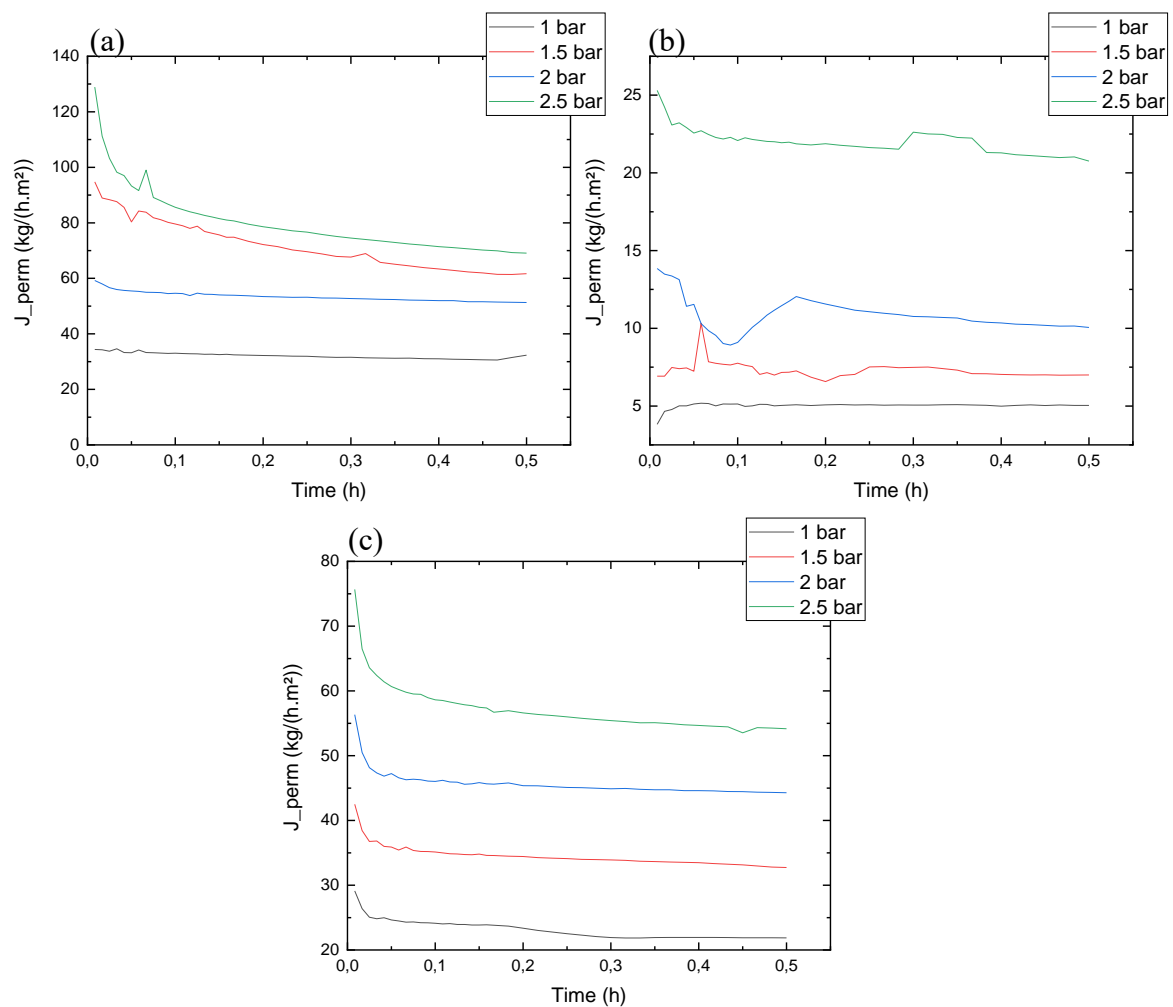 (a)
1 bar
1.5 bar
2 bar
2.5 bar
140
120
100
80
60
40
20
0
J_perm (kg/(h.m²))
0,0 0,1 0,2 0,3 0,4 0,5
Time (h)
(b)
1 bar
1.5 bar
2 bar
2.5 bar
25
20
15
10
5
J_perm (kg/(h.m²))
0,0 0,1 0,2 0,3 0,4 0,5
Time (h)
(c)
1 bar
1.5 bar
2 bar
2.5 bar
80
70
60
50
40
30
20
J_perm (kg/(h.m²))
0,0 0,1 0,2 0,3 0,4 0,5
Time (h)